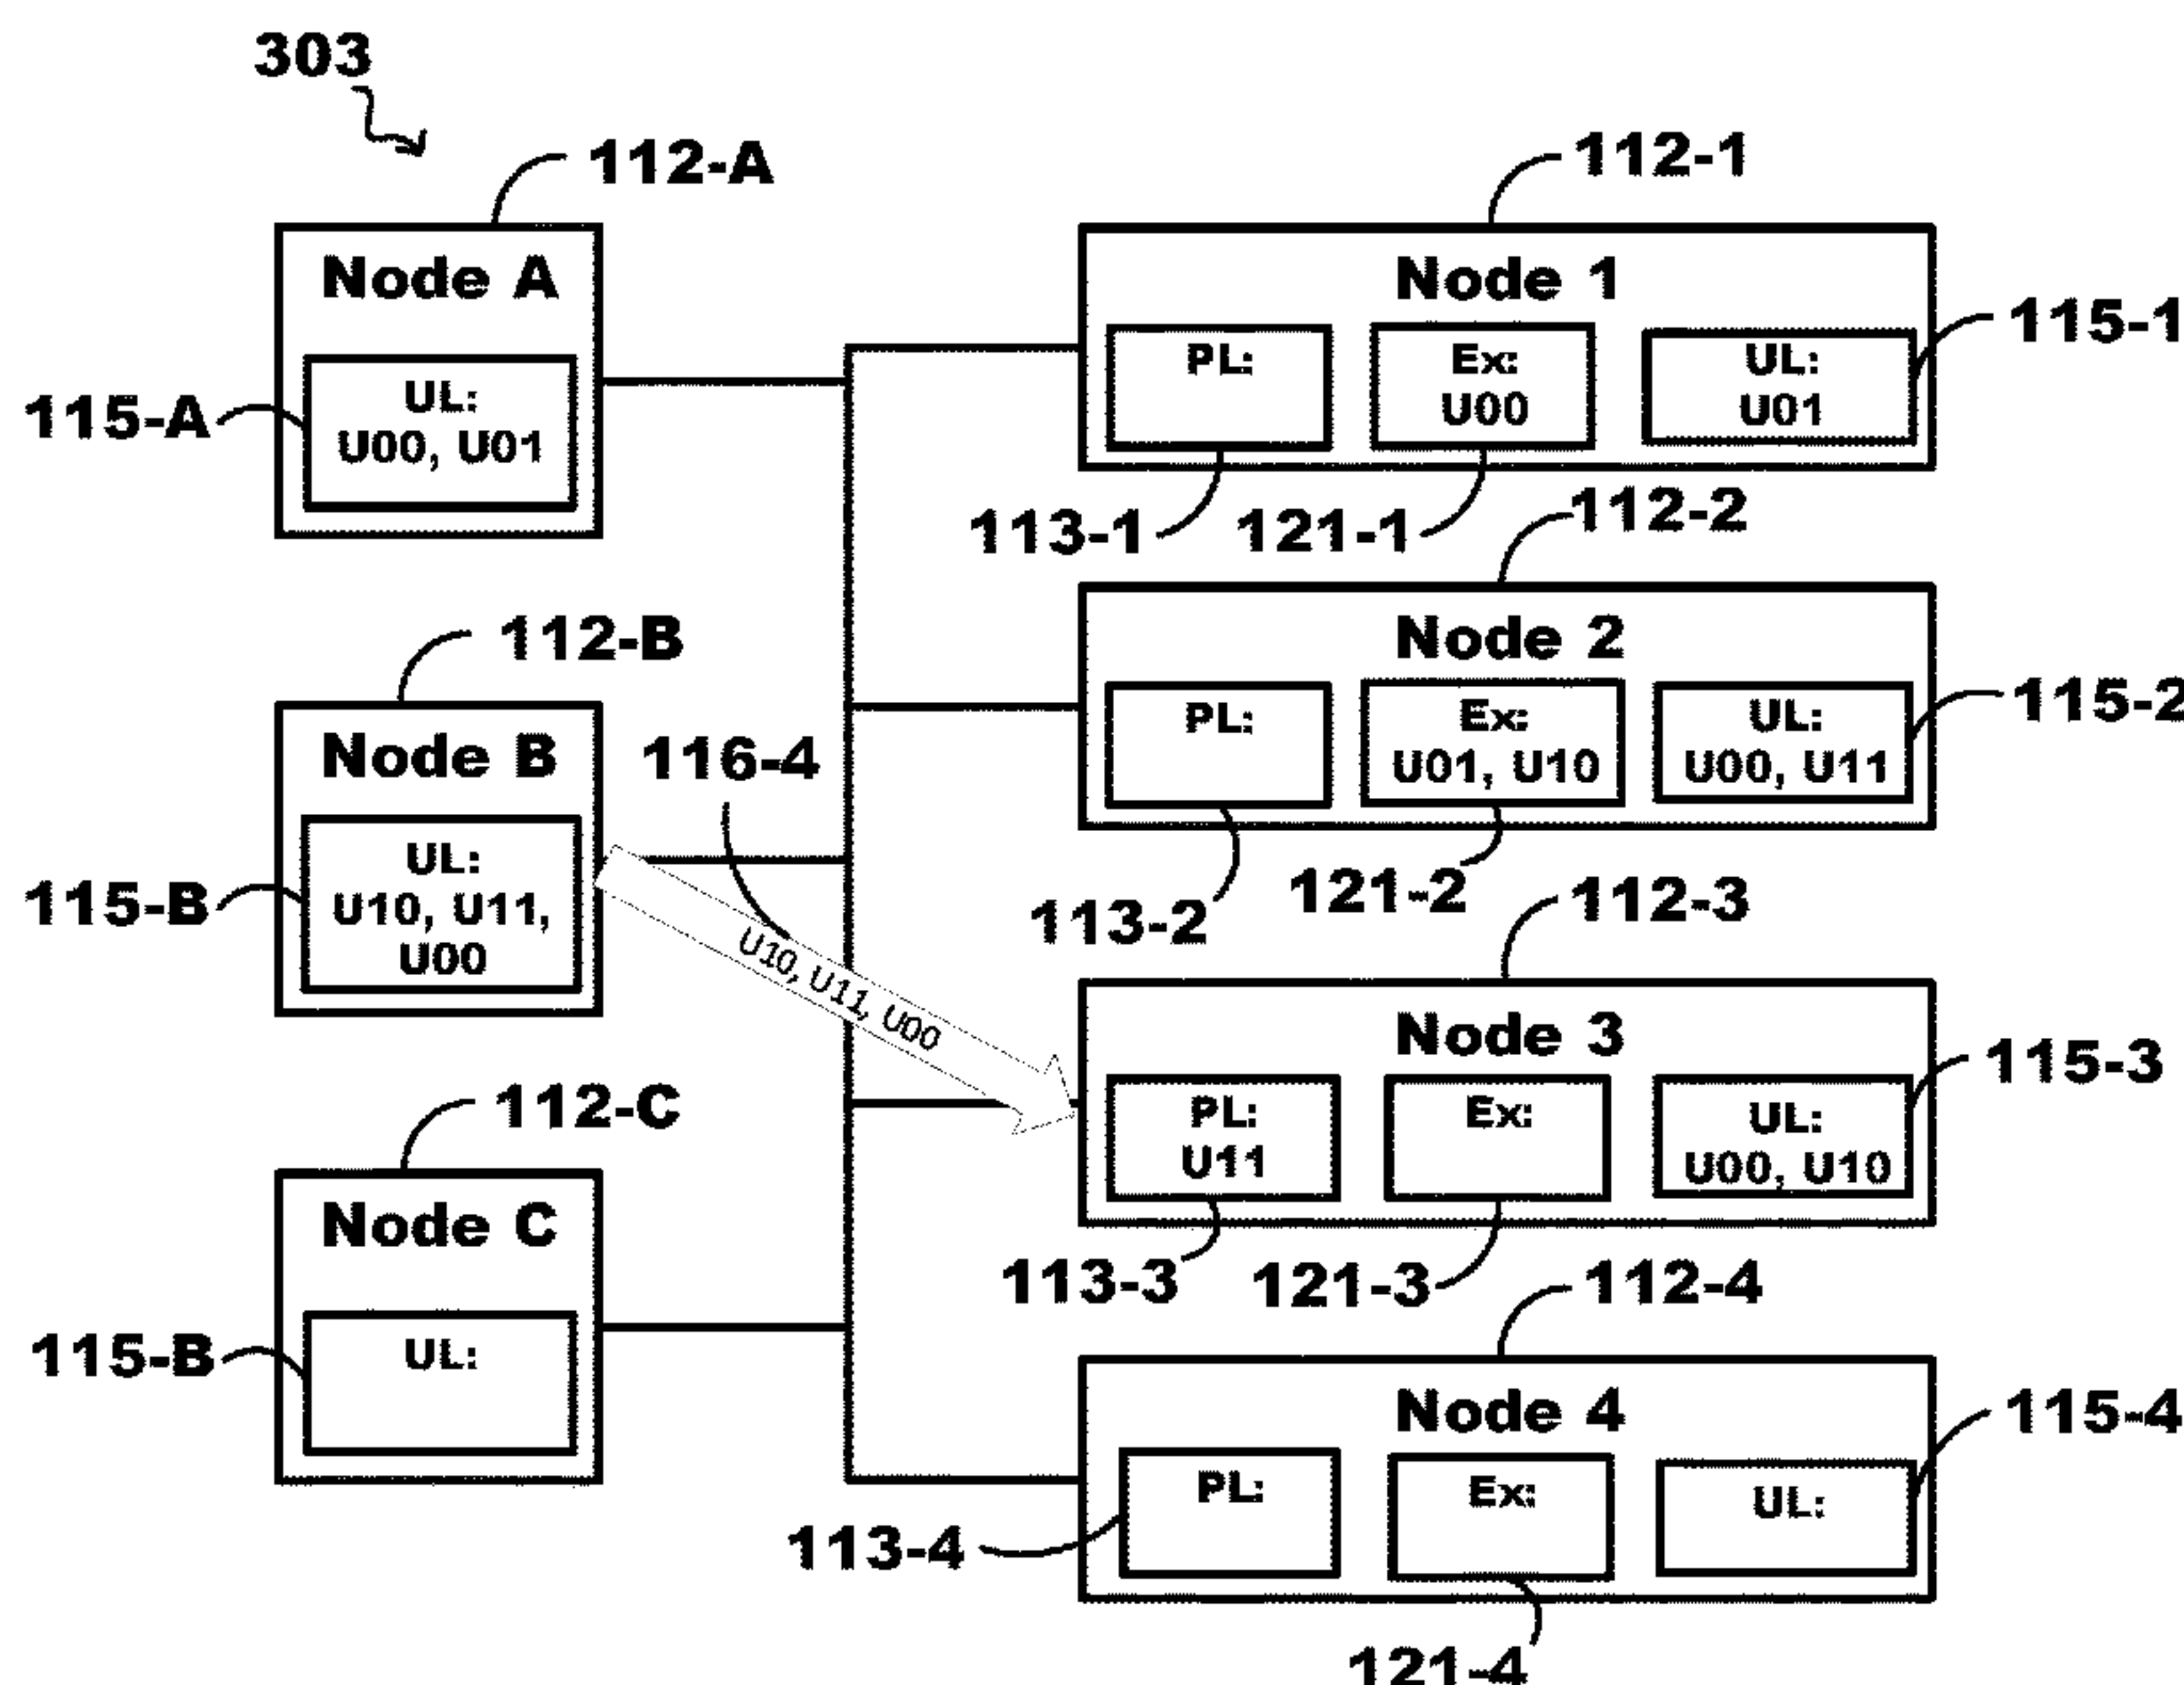 303
112-A
112-1
Node A
UL:
U00, U01
115-A
Node 1
PL:
Ex:
U00
UL:
U01
115-1
113-1
121-1
112-2
112-B
Node B
UL:
U10, U11,
U00
115-B
116-4
U10, U11, U00
Node 2
PL:
Ex:
U01, U10
UL:
U00, U11
115-2
113-2
121-2
112-3
Node 3
PL:
U11
Ex:
UL:
U00, U10
115-3
113-3
121-3
112-C
Node C
UL:
115-B
112-4
Node 4
PL:
Ex:
UL:
115-4
113-4
121-4